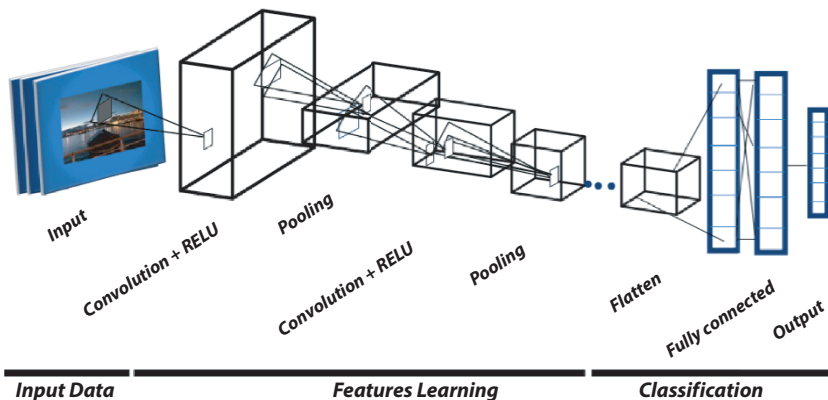 Input
Convolution + RELU
Pooling
Convolution + RELU
Pooling
Flatten
Fully connected
Output
Input Data
Features Learning
Classification